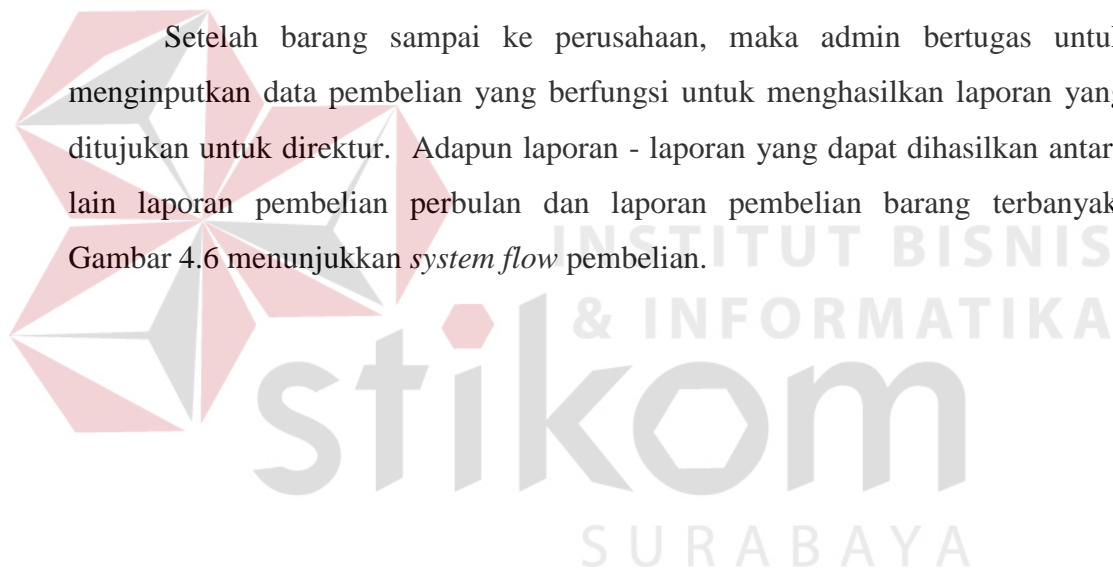 Setelah barang sampai ke perusahaan, maka admin bertugas untu
menginputkan data pembelian yang berfungsi untuk menghasilkan laporan yang
ditujukan untuk direktur. Adapun laporan - laporan yang dapat dihasilkan antar
lain laporan pembelian perbulan dan laporan pembelian barang terbanyak
Gambar 4.6 menunjukkan system flow pembelian.
INSTITUT BISNIS
& INFORMATIKA
stikom
SURABAYA